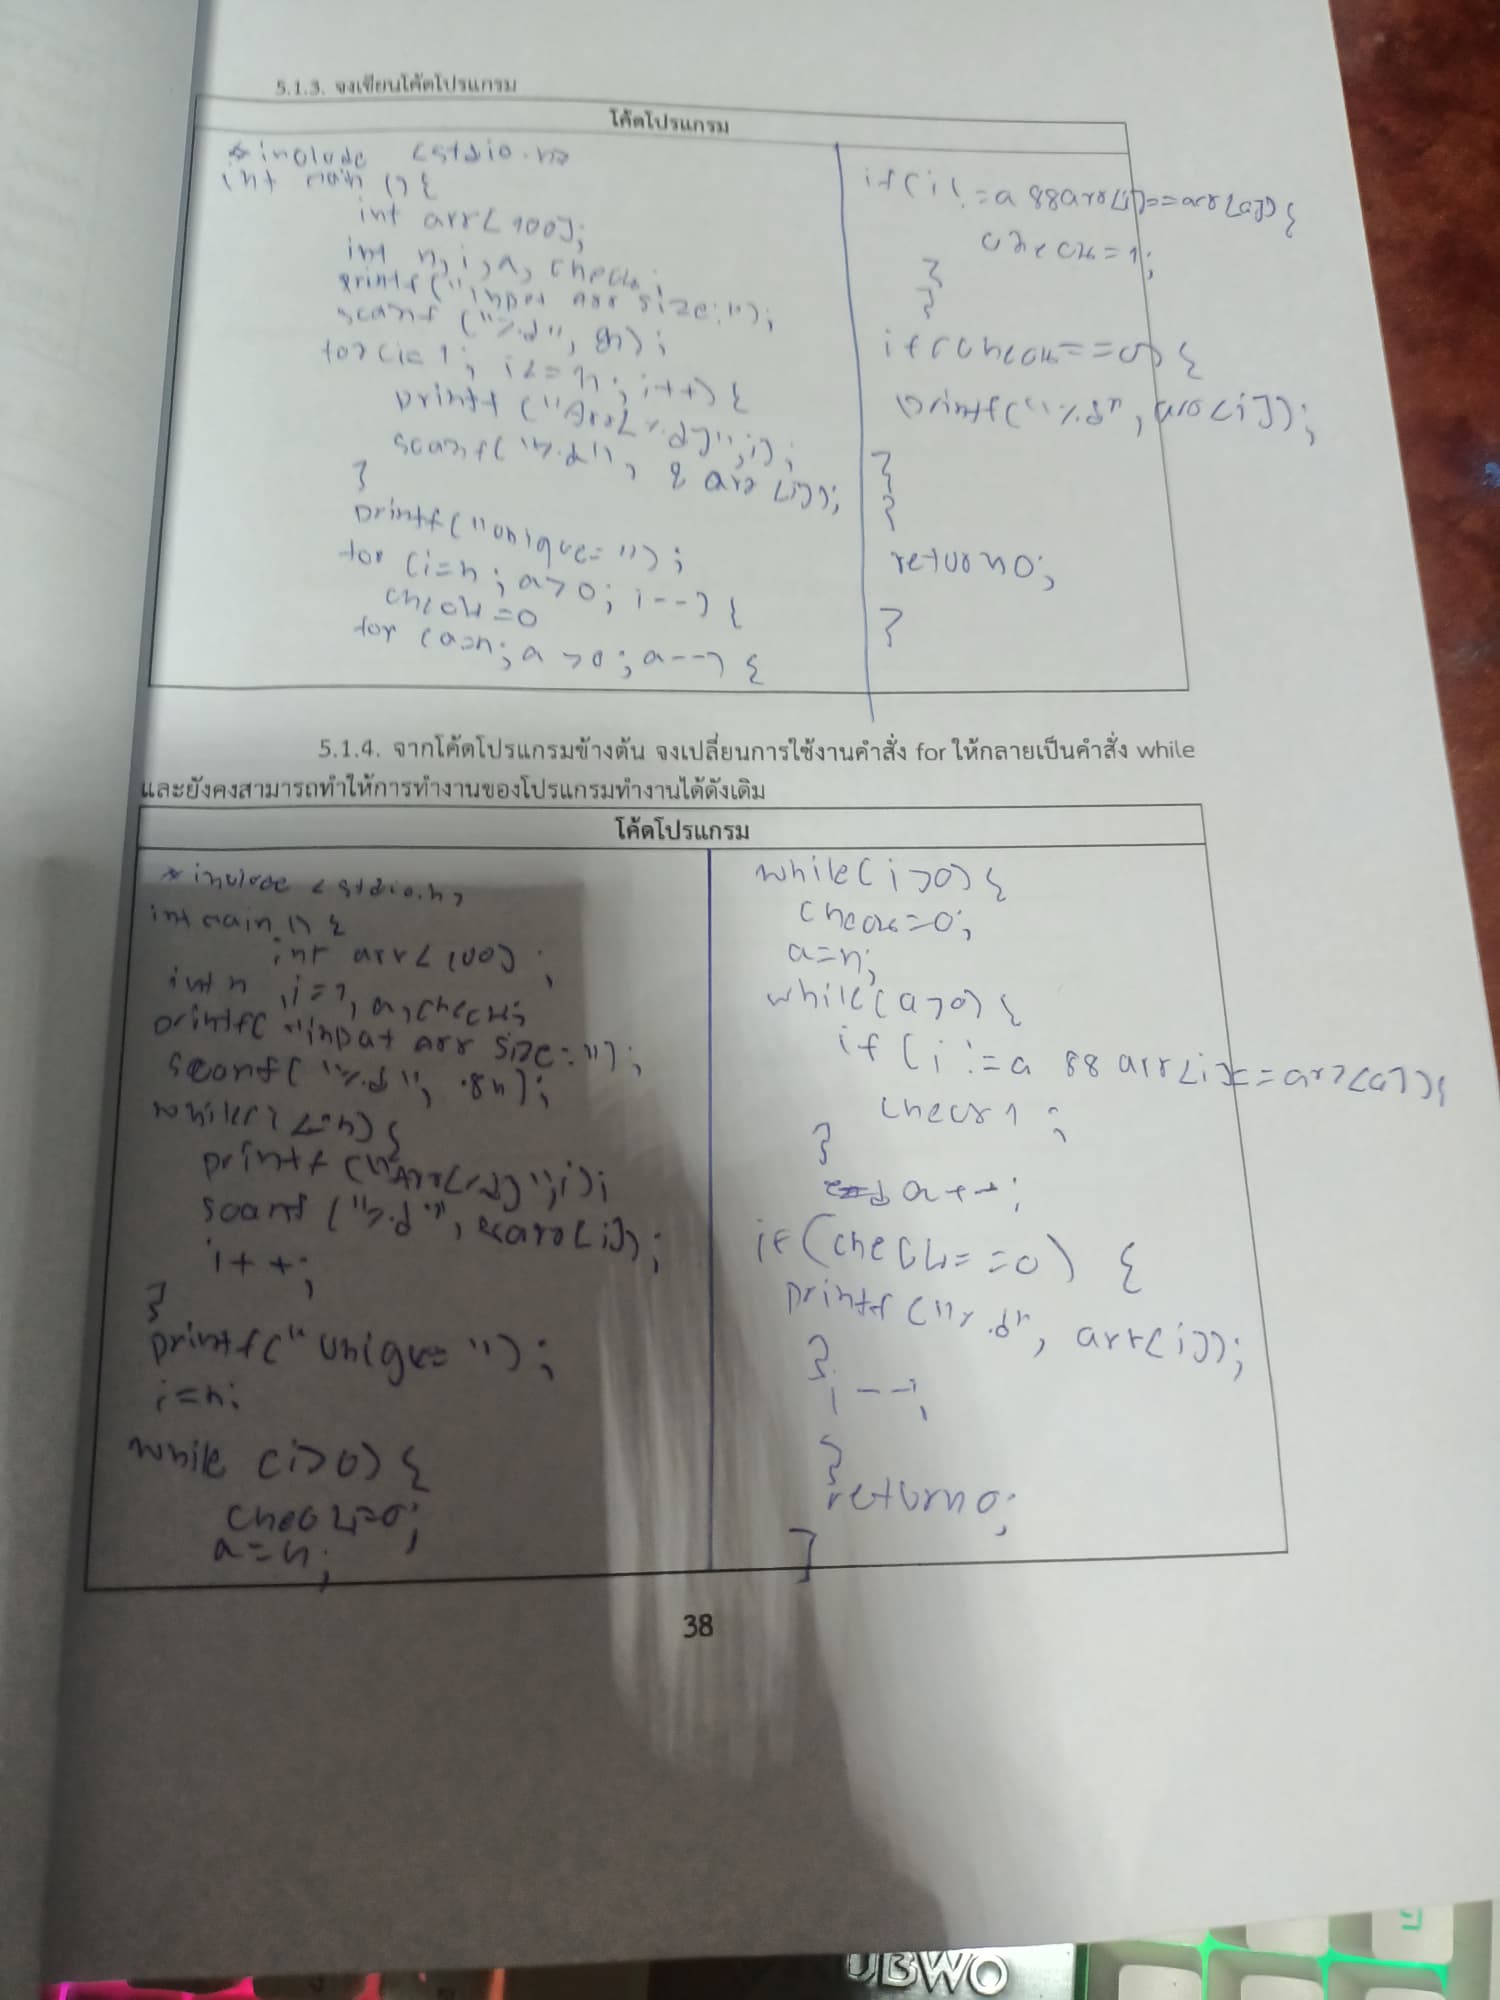 5.1.3. จงเขียนโค้ดโปรแกรม
โค้ดโปรแกรม
#include <stdio.h>
int main () {
int arr[100];
int n, i, a, check;
printf("input arr size:");
scanf ("%d", &n);
for (i=1; i<=n; i++) {
printf ("Arr[%d]",i);
scanf("%d", & arr [i]);
}
printf("unique=");
for (i=n; a>0; i--) {
check=0
for (a=n; a >0; a--) {
if(i!=a &&arr[i]==arr[a]) {
check=1;
}
}
if(check==0) {
printf("%d", arr[i]);
}
}
return 0;
}
5.1.4. จากโค้ดโปรแกรมข้างต้น จงเปลี่ยนการใช้งานคำสั่ง for ให้กลายเป็นคำสั่ง while
และยังคงสามารถทำให้การทำงานของโปรแกรมทำงานได้ดังเดิม
โค้ดโปรแกรม
#include <stdio.h>
int main () {
int arr[100];
int n ,i=1, a,check;
printf("input arr size=");
scanf("%d", &n);
while(i<=n) {
printf ("Arr[%d]",i);
scanf ("%d", &arr[i]);
i++;
}
printf("unique=");
i=n;
while (i>0) {
check=0;
a=n;
while(i>0) {
check=0;
a=n;
while(a>0) {
if (i!=a && arr[i]==arr[a]) {
check 1;
}
a++;
if(check==0) {
printf("%d", arr[i]);
}
i--;
}
return 0;
}
38
UBWO